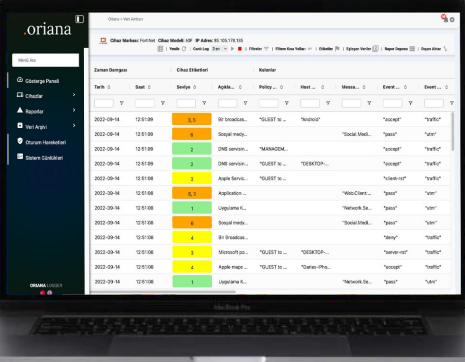 .oriana
Menü Ara
Gösterge Paneli
Cihazlar
Raporlar
Veri Arşivi
Oturum Hareketleri
Sistem Günlükleri
ORIANA LOGGER
Oriana > Veri Ambarı
Cihaz Markası: FortiNet Cihaz Modeli: 60F IP Adres: 85.105.178.135
Yenile Canlı Log 3 sn Filtreler Filtrem Kısa Yolları Etiketler Eşleşen Veriler Rapor Deposu Dışarı Aktar
Zaman Damgası Cihaz Etiketleri Kolonlar
Tarih Saat Seviye Açıkla... Policy ... Host ... Messa... Event ... Event ...
2022-09-14 12:51:09 3, 5 Bir broadcas... "GUEST to ... "Android" "accept" "traffic"
2022-09-14 12:51:09 6 Sosyal medy... "Social.Medi... "pass" "utm"
2022-09-14 12:51:09 2 DNS servisin... "MANAGEM... "accept" "traffic"
2022-09-14 12:51:09 2 DNS servisin... "GUEST to ... "DESKTOP-... "accept" "traffic"
2022-09-14 12:51:08 3 Apple Servic... "GUEST to ... "client-rst" "traffic"
2022-09-14 12:51:08 6, 3 Application ... "Web.Client:... "pass" "utm"
2022-09-14 12:51:08 1 Uygulama K... "Network.Se... "pass" "utm"
2022-09-14 12:51:08 6 Sosyal medy... "Social.Medi... "pass" "utm"
2022-09-14 12:51:08 4 Bir Broadcas... "deny" "traffic"
2022-09-14 12:51:08 3 Microsoft po... "GUEST to ... "DESKTOP-... "server-rst" "traffic"
2022-09-14 12:51:08 4 Apple maps ... "GUEST to ... "Danias-iPho... "accept" "traffic"
2022-09-14 12:51:08 1 Uygulama K... "Network.Se... "pass" "utm"
MacBook Pro